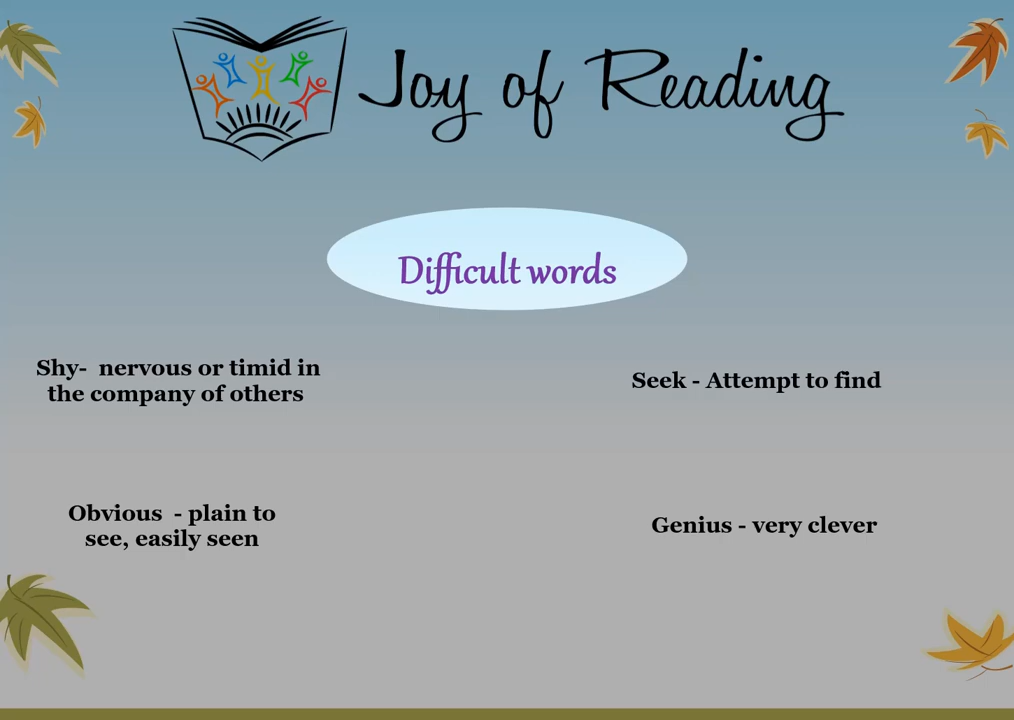 Joy of Reading
Difficult words
Shy-  nervous or timid in
the company of others
Seek - Attempt to find
Obvious  - plain to
see, easily seen
Genius - very clever